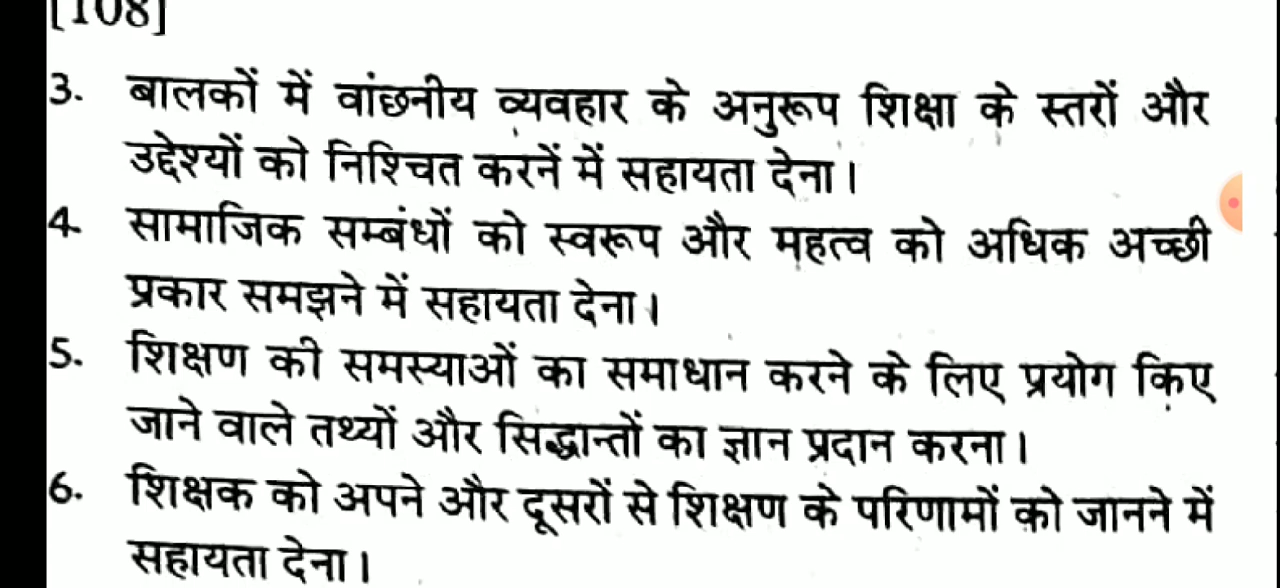 [108]
3. बालकों में वांछनीय व्यवहार के अनुरूप शिक्षा के स्तरों और
उद्देश्यों को निश्चित करनें में सहायता देना।
4. सामाजिक सम्बंधों को स्वरूप और महत्व को अधिक अच्छी
प्रकार समझने में सहायता देना।
5. शिक्षण की समस्याओं का समाधान करने के लिए प्रयोग किए
जाने वाले तथ्यों और सिद्धान्तों का ज्ञान प्रदान करना।
6. शिक्षक को अपने और दूसरों से शिक्षण के परिणामों को जानने में
सहायता देना।